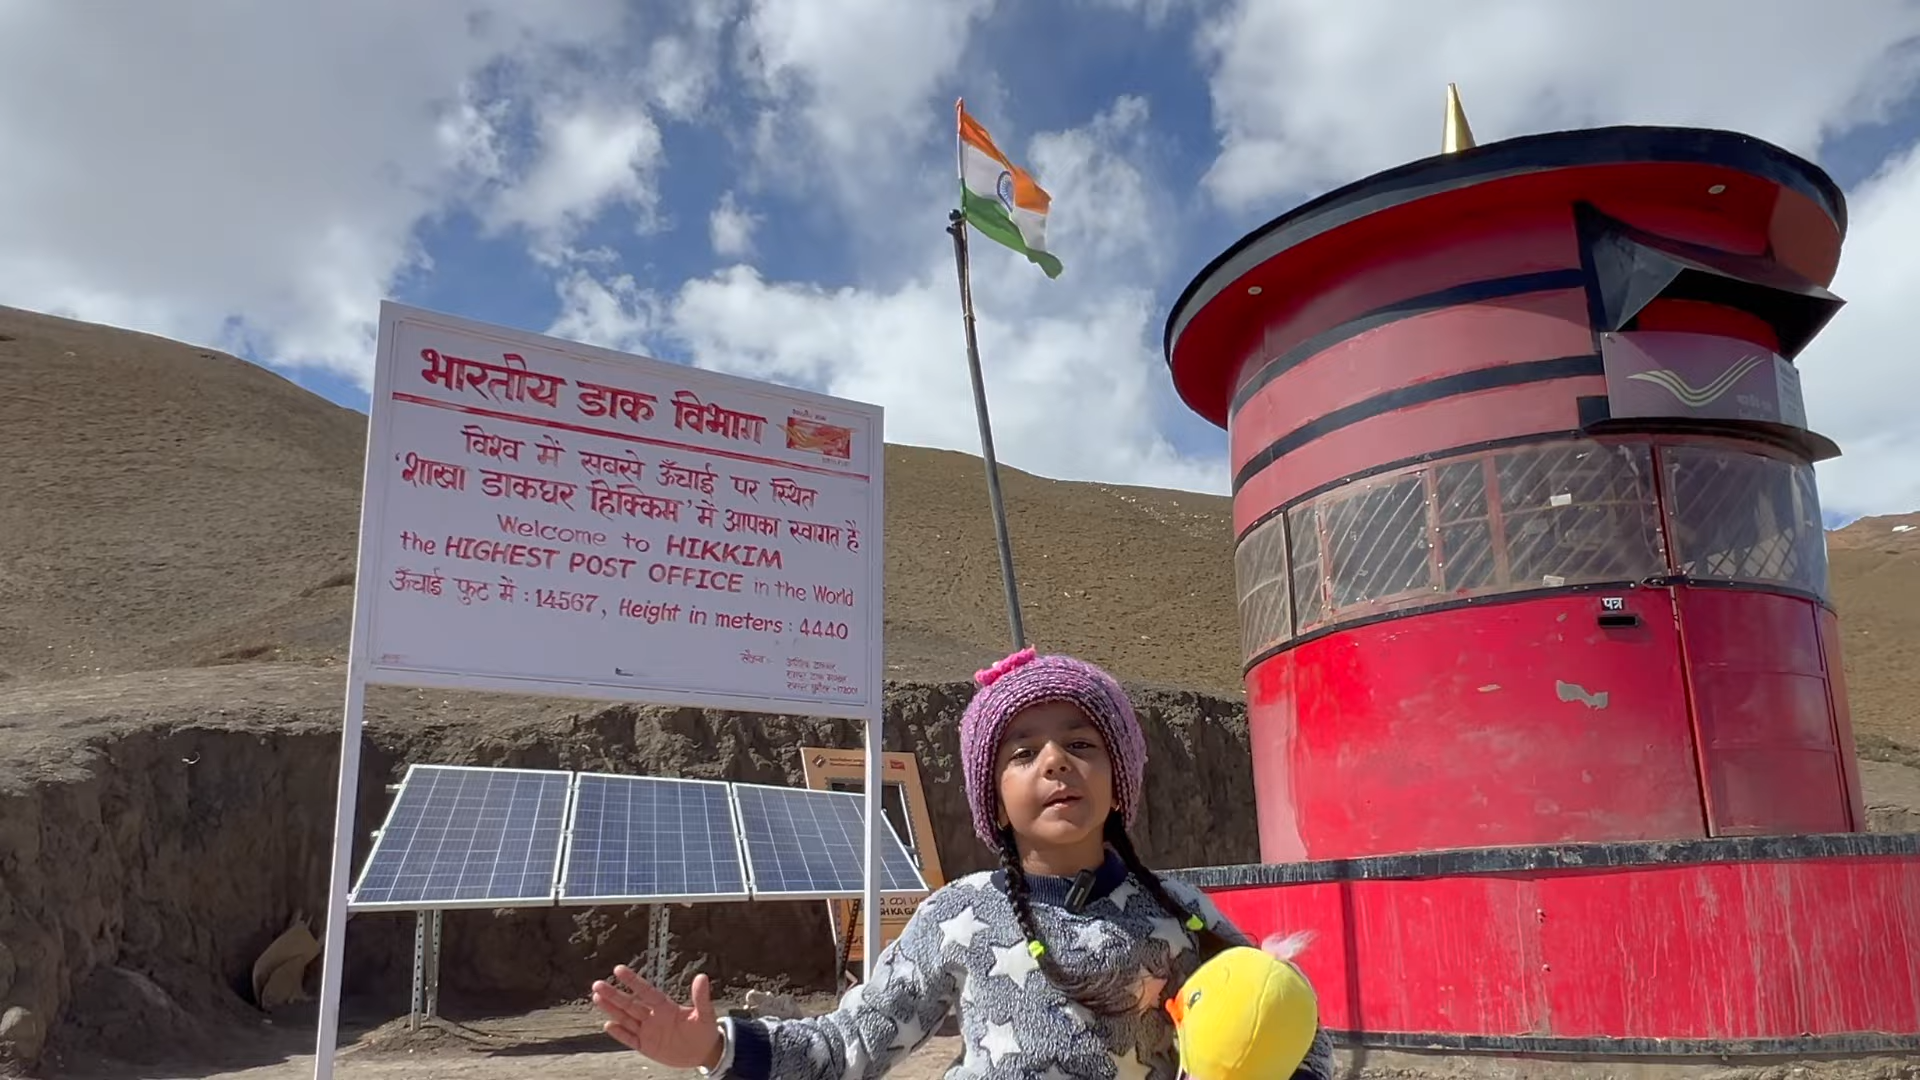 भारतीय डाक विभाग
विश्व में सबसे ऊँचाई पर स्थित
'शाखा डाकघर हिक्किम' में आपका स्वागत है
Welcome to HIKKIM
the HIGHEST POST OFFICE in the World
ऊँचाई फुट में : 14567, Height in meters : 4440
पत्र